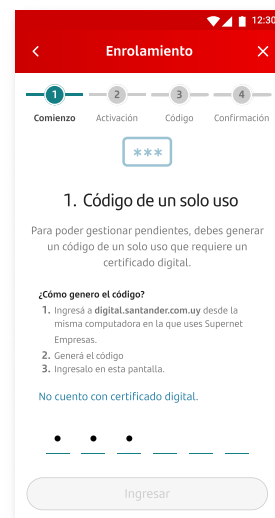 12:30
Enrolamiento
1 2 3 4
Comienzo Activación Código Confirmación
***
1. Código de un solo uso
Para poder gestionar pendientes, debes generar
un código de un solo uso que requiere un
certificado digital.
¿Cómo genero el código?
1. Ingresá a digital.santander.com.uy desde la
misma computadora en la que uses Supernet
Empresas.
2. Generá el código
3. Ingresalo en esta pantalla.
No cuento con certificado digital.
Ingresar